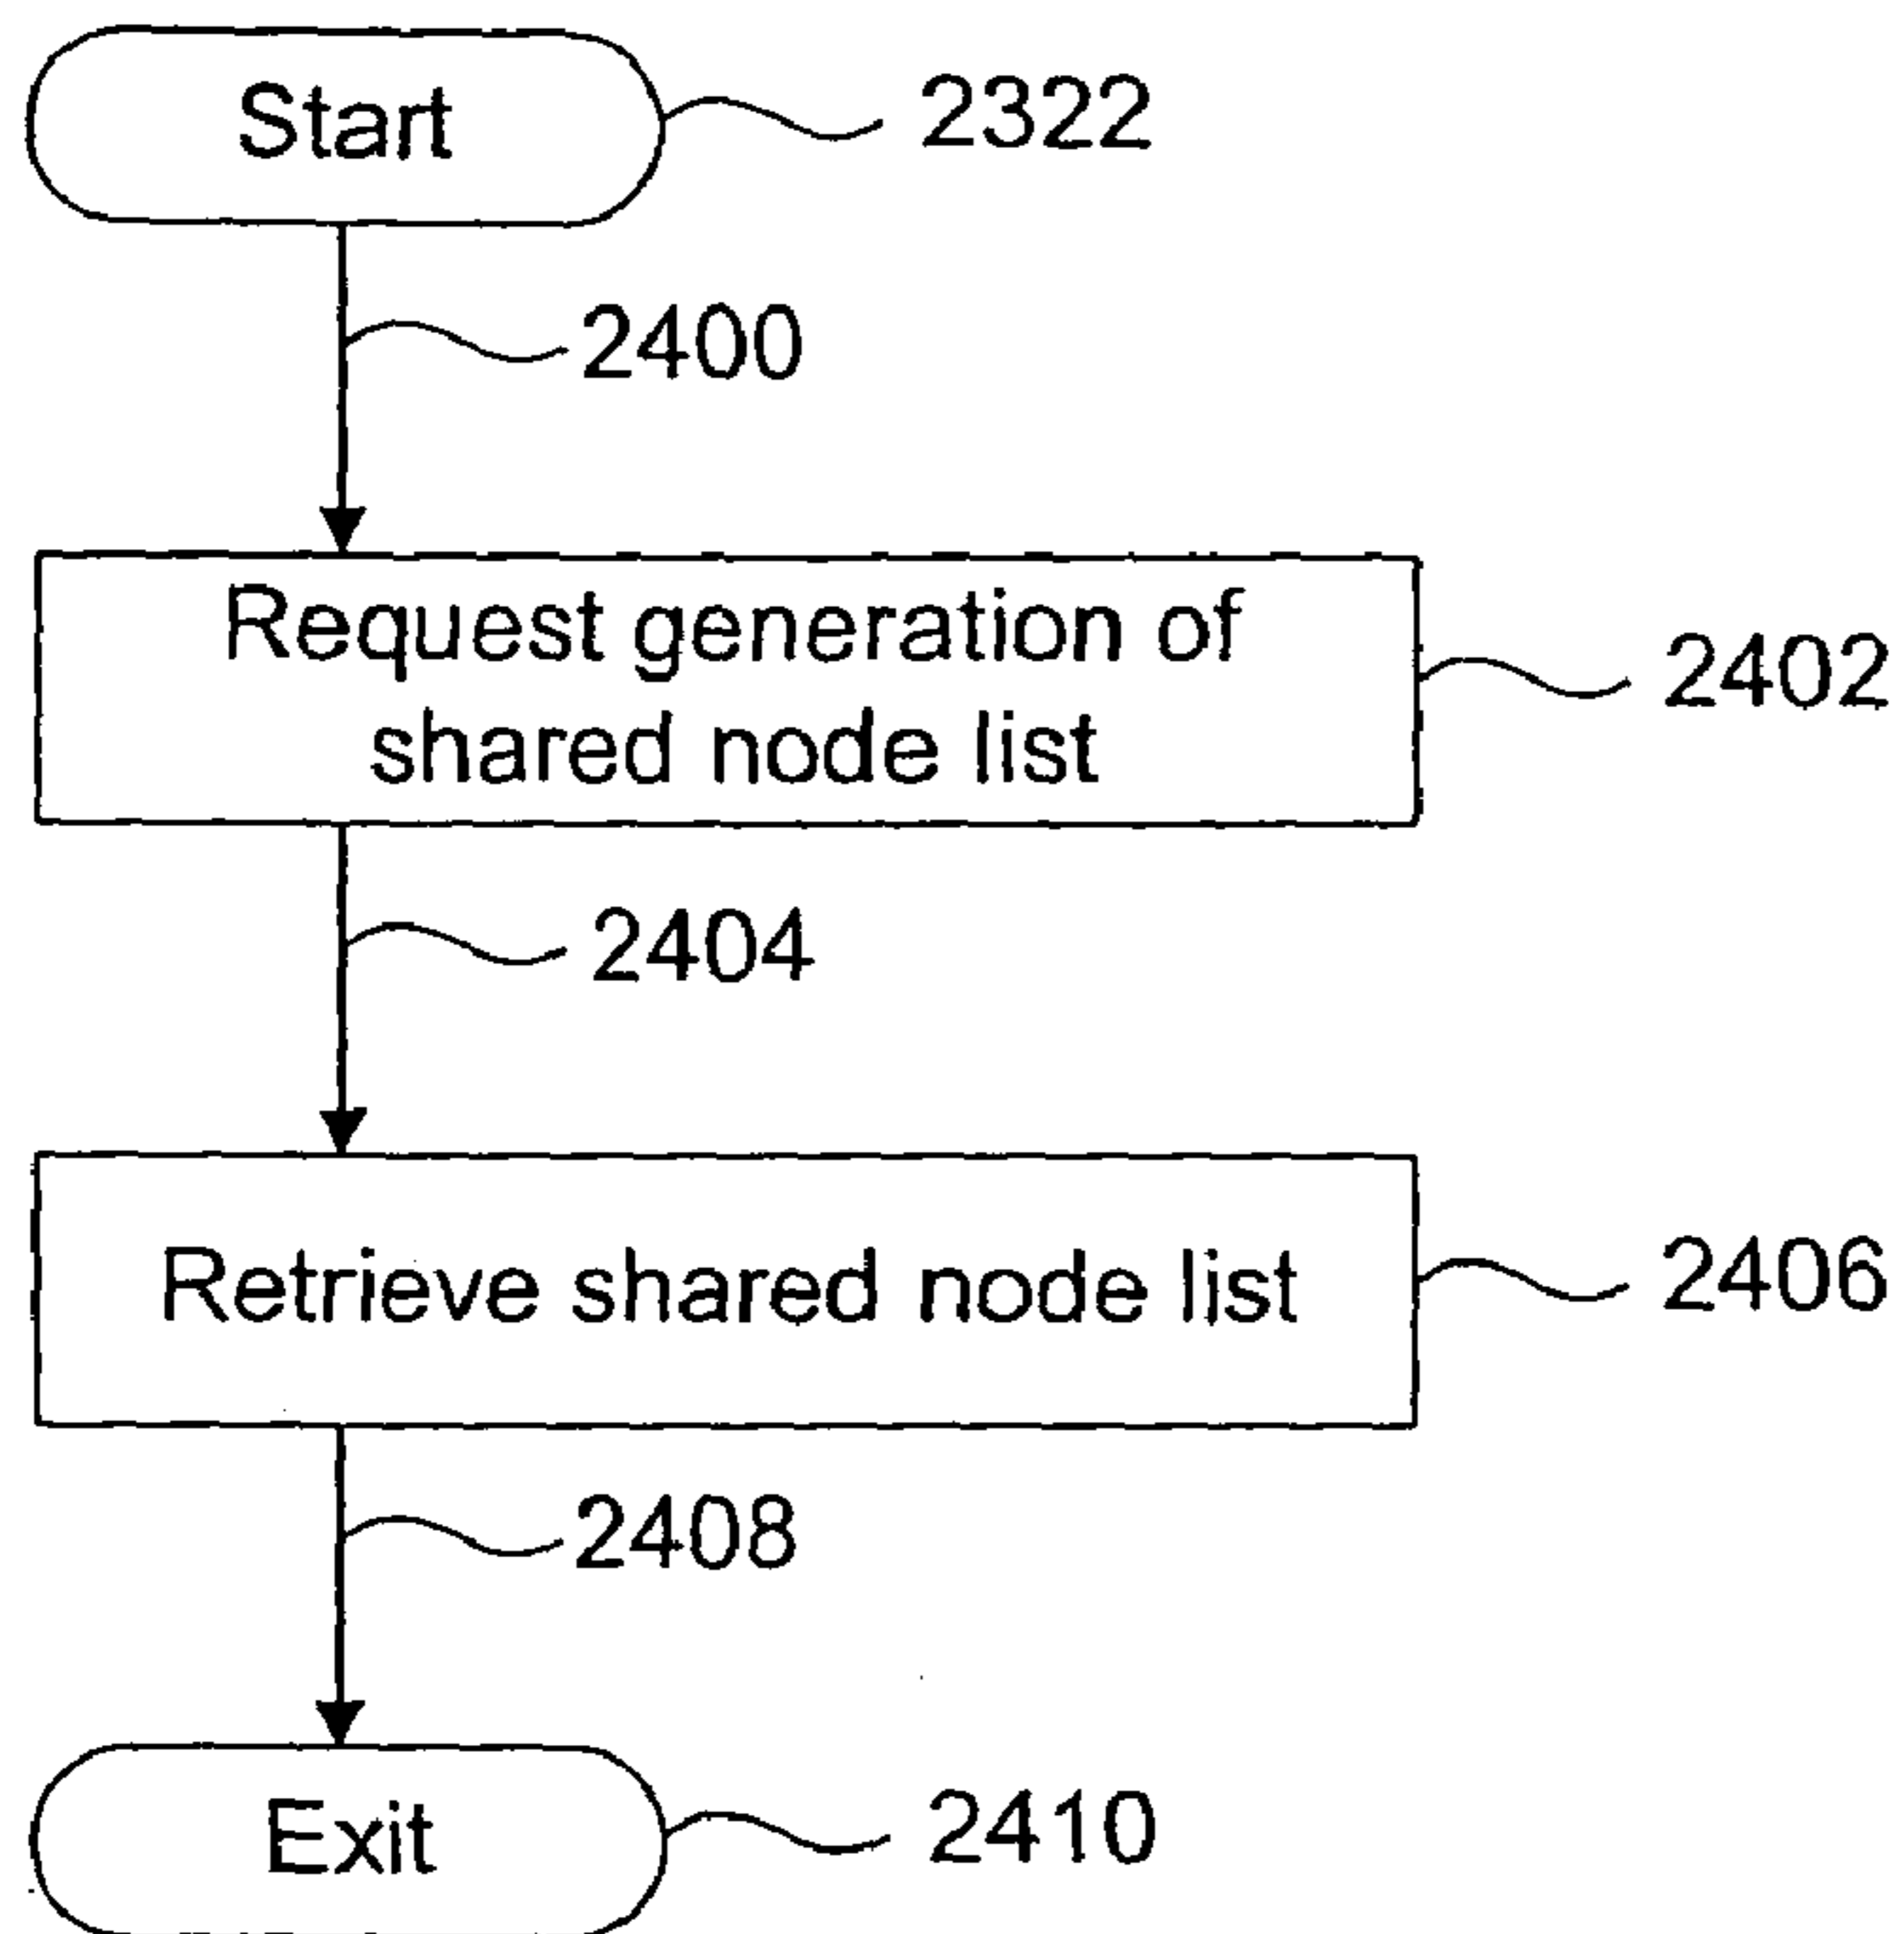 Start
2322
2400
Request generation of
shared node list
2402
2404
Retrieve shared node list
2406
2408
Exit
2410